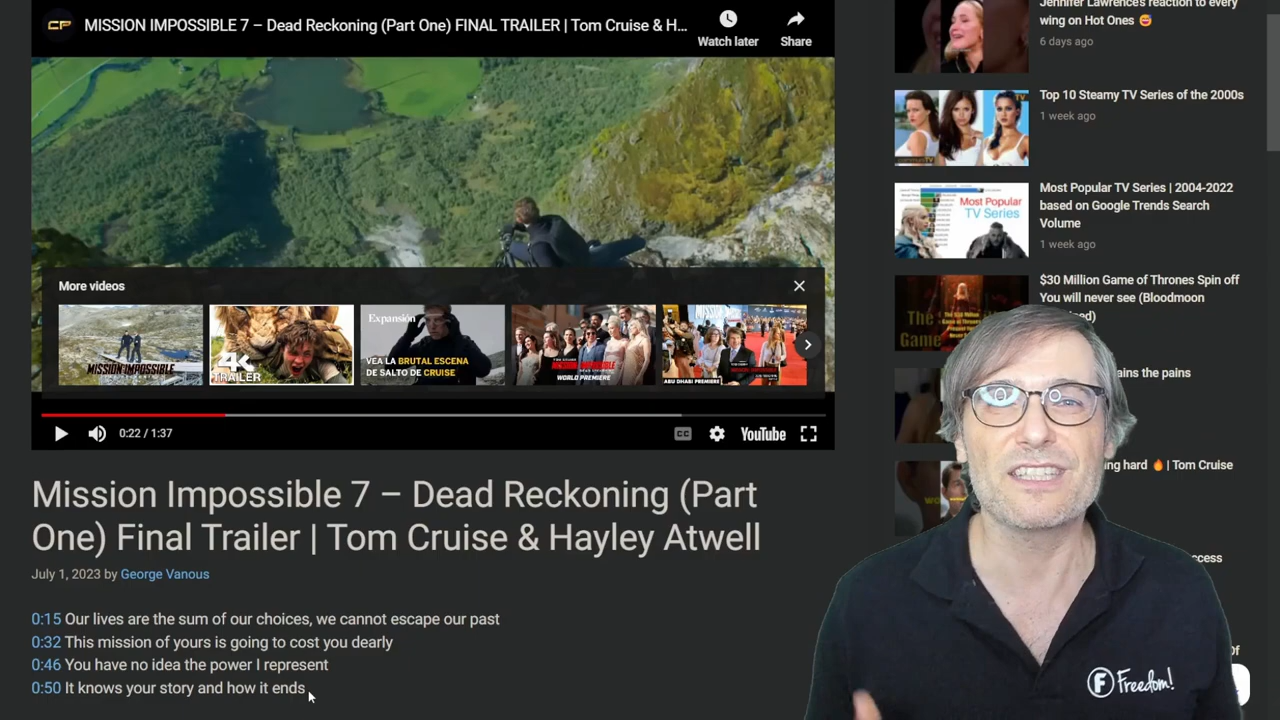 CP
MISSION IMPOSSIBLE 7 – Dead Reckoning (Part One) FINAL TRAILER | Tom Cruise & H...
Watch later
Share
More videos
MISSION IMPOSSIBLE
4K
TRAILER
Expansión
VEA LA BRUTAL ESCENA
DE SALTO DE CRUISE
MISSION: IMPOSSIBLE
WORLD PREMIERE
ABU DHABI PREMIERE
0:22 / 1:37
CC
YouTube
Mission Impossible 7 – Dead Reckoning (Part
One) Final Trailer | Tom Cruise & Hayley Atwell
July 1, 2023 by George Vanous
0:15 Our lives are the sum of our choices, we cannot escape our past
0:32 This mission of yours is going to cost you dearly
0:46 You have no idea the power I represent
0:50 It knows your story and how it ends
Jennifer Lawrence's reaction to every
wing on Hot Ones 😅
6 days ago
Top 10 Steamy TV Series of the 2000s
1 week ago
Most Popular
TV Series
Most Popular TV Series | 2004-2022
based on Google Trends Search
Volume
1 week ago
The
Game
$30 Million Game of Thrones Spin off
You will never see (Bloodmoon
ains the pains
ng hard 🔥 | Tom Cruise
F Freedom!